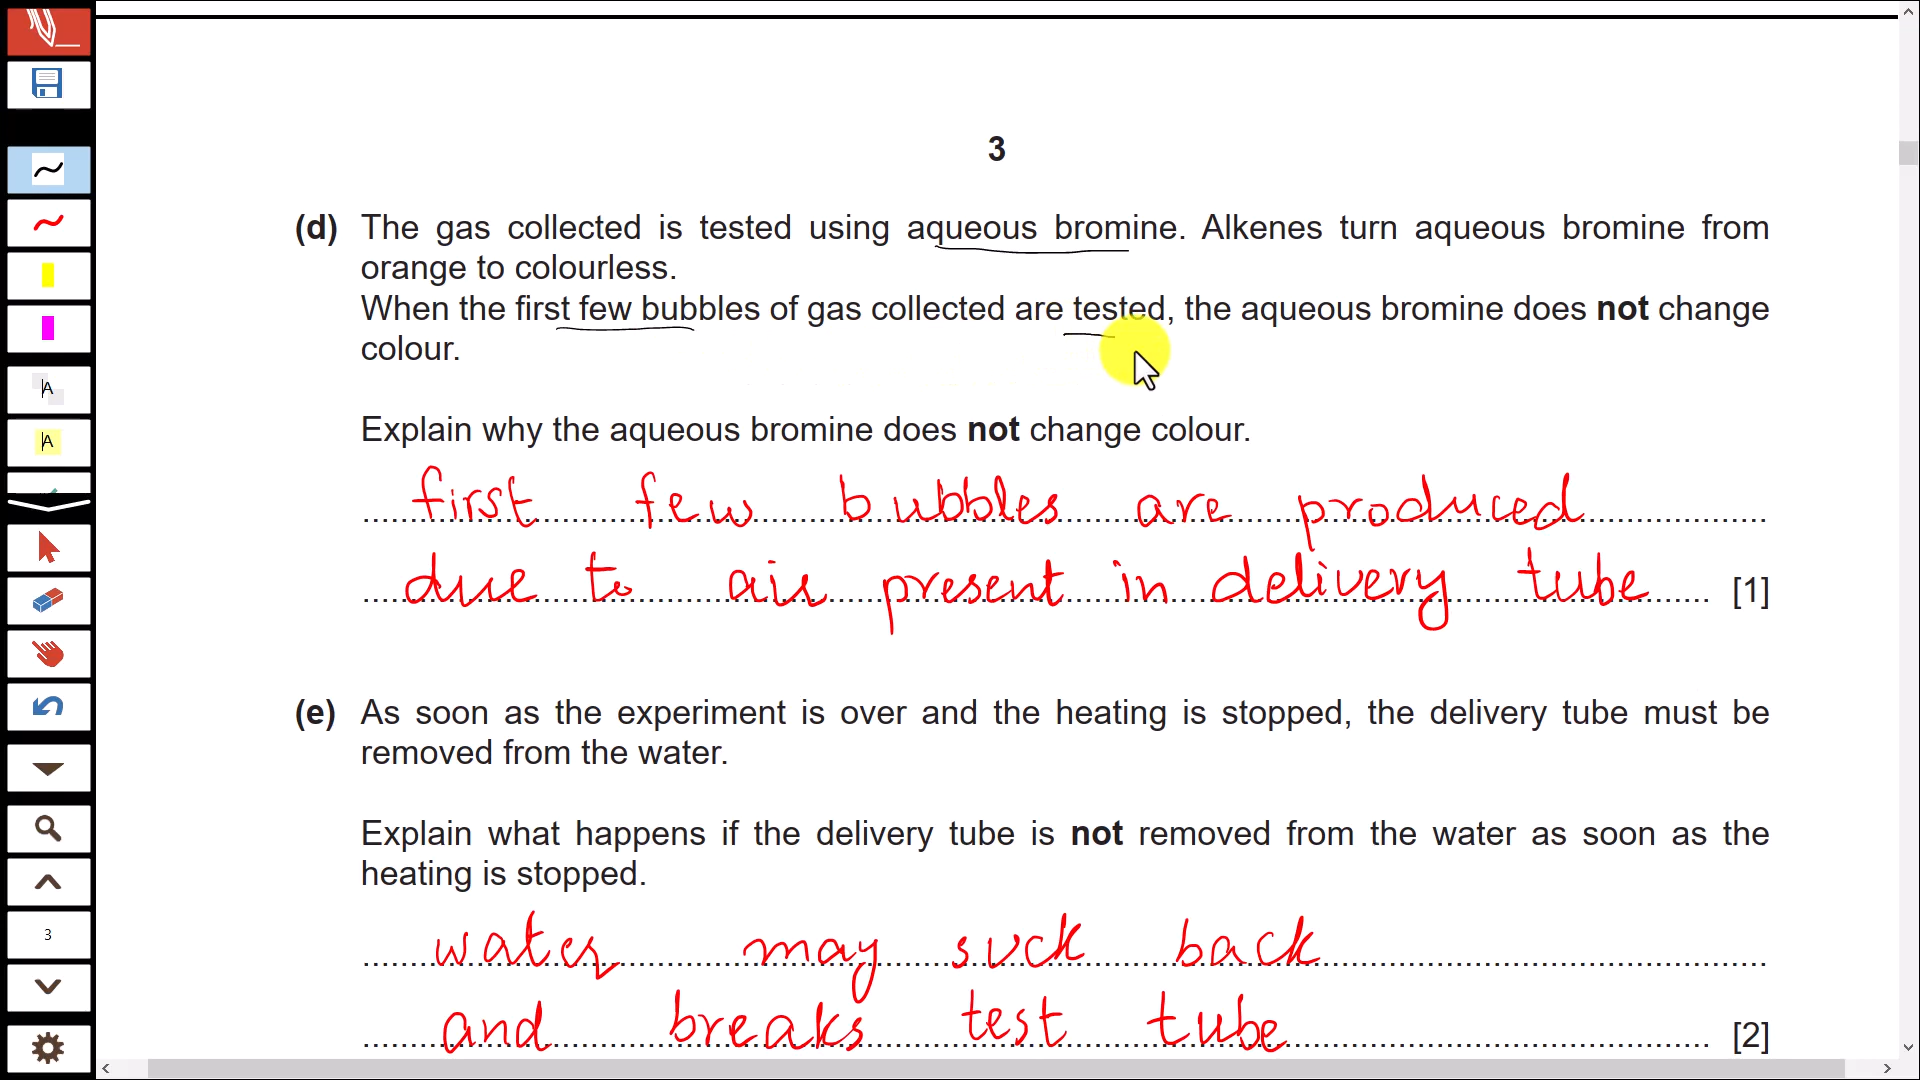 3
(d) The gas collected is tested using aqueous bromine. Alkenes turn aqueous bromine from
orange to colourless.
When the first few bubbles of gas collected are tested, the aqueous bromine does not change
colour.
Explain why the aqueous bromine does not change colour.
first few bubbles are produced
due to air present in delivery tube [1]
(e) As soon as the experiment is over and the heating is stopped, the delivery tube must be
removed from the water.
Explain what happens if the delivery tube is not removed from the water as soon as the
heating is stopped.
water may suck back
and breaks test tube [2]
A
A
3